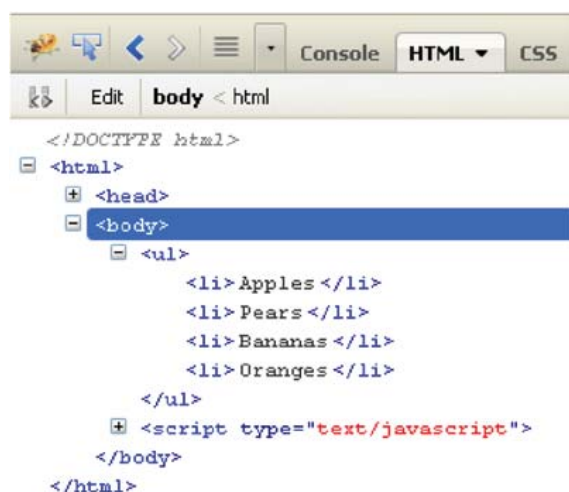 Console HTML CSS
Edit body < html
<!DOCTYPE html>
<html>
<head>
<body>
<ul>
<li>Apples</li>
<li>Pears</li>
<li>Bananas</li>
<li>Oranges</li>
</ul>
<script type="text/javascript">
</body>
</html>